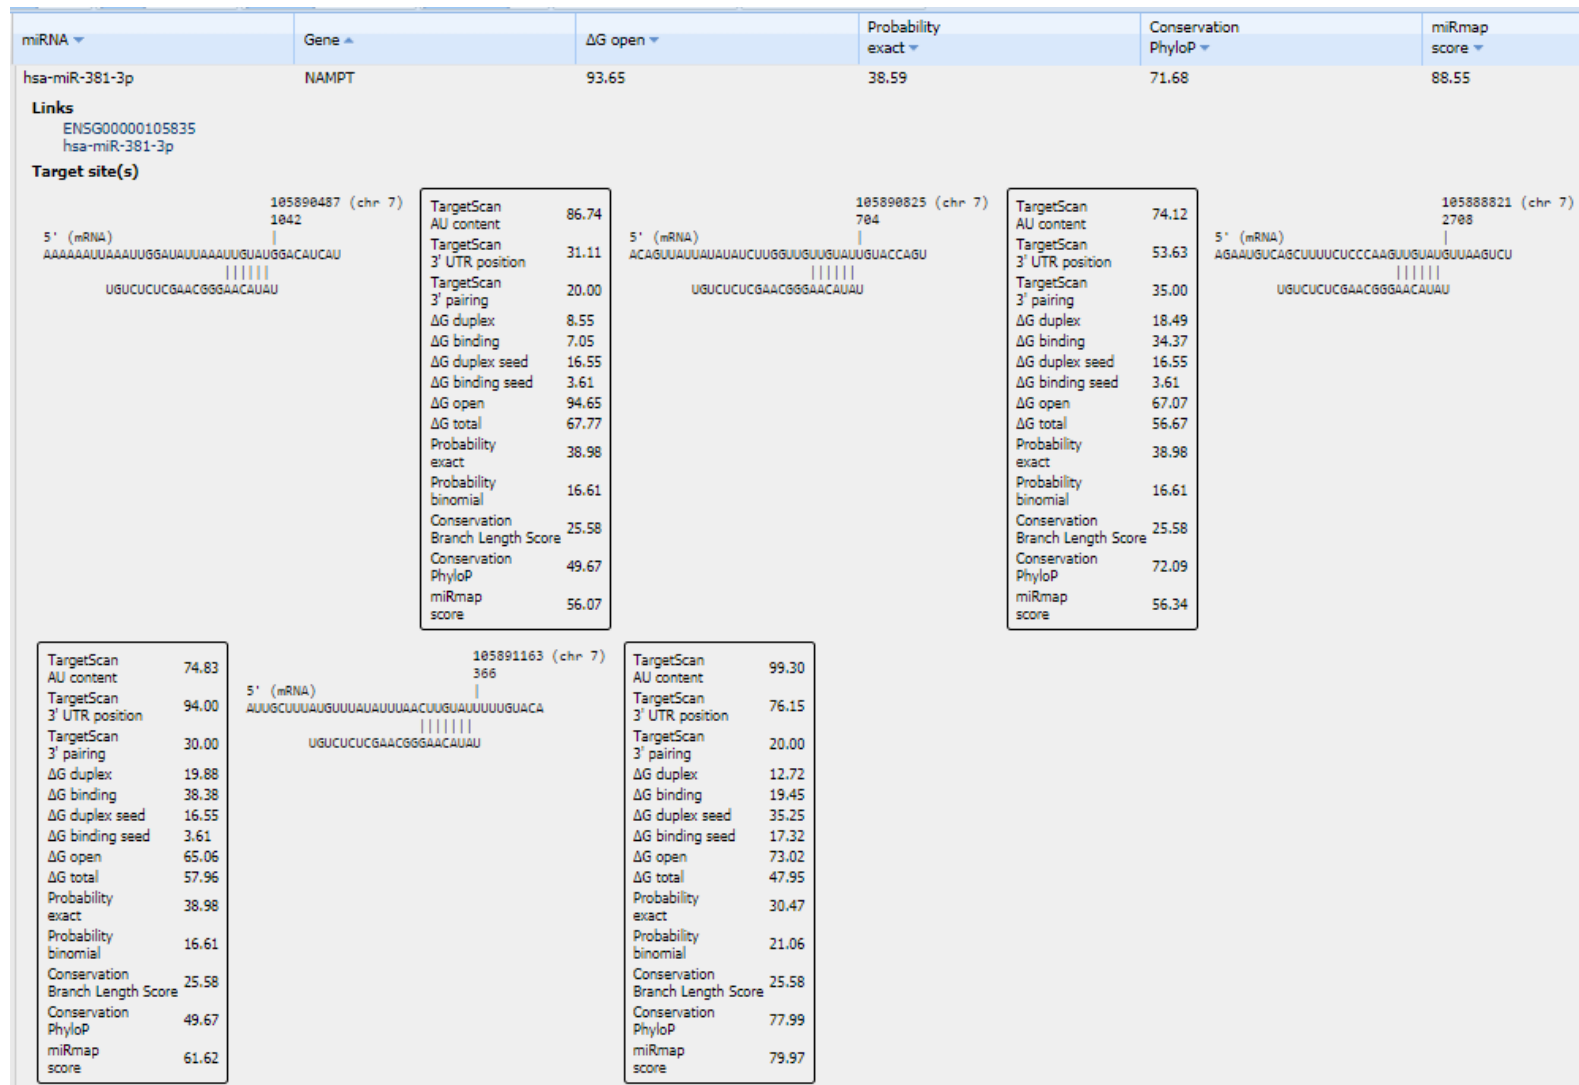 miRNA Gene ΔG open Probability exact Conservation PhyloP miRmap score
hsa-miR-381-3p NAMPT 93.65 38.59 71.68 88.55
Links
ENSG00000105835
hsa-miR-381-3p
Target site(s)
105890487 (chr 7)
1042
5' (mRNA) |
AAAAAAUUAAAUUGGAUAUUAAAUUGUAUGGACAUCAU
||||||
UGUCUCUCGAACGGGAACAUAU
TargetScan
AU content 86.74
TargetScan
3' UTR position 31.11
TargetScan
3' pairing 20.00
ΔG duplex 8.55
ΔG binding 7.05
ΔG duplex seed 16.55
ΔG binding seed 3.61
ΔG open 94.65
ΔG total 67.77
Probability
exact 38.98
Probability
binomial 16.61
Conservation
Branch Length Score 25.58
Conservation
PhyloP 49.67
miRmap
score 56.07
105890825 (chr 7)
704
5' (mRNA) |
ACAGUUAUUAUAUAUCUUGGUUGUUGUAUUGUACCAGU
||||||
UGUCUCUCGAACGGGAACAUAU
TargetScan
AU content 74.12
TargetScan
3' UTR position 53.63
TargetScan
3' pairing 35.00
ΔG duplex 18.49
ΔG binding 34.37
ΔG duplex seed 16.55
ΔG binding seed 3.61
ΔG open 67.07
ΔG total 56.67
Probability
exact 38.98
Probability
binomial 16.61
Conservation
Branch Length Score 25.58
Conservation
PhyloP 72.09
miRmap
score 56.34
105888821 (chr 7)
2708
5' (mRNA) |
AGAAUGUCAGCUUUUCUCCCAAGUUGUAUGUUAAGUCU
||||||
UGUCUCUCGAACGGGAACAUAU
TargetScan
AU content 74.83
TargetScan
3' UTR position 94.00
TargetScan
3' pairing 30.00
ΔG duplex 19.88
ΔG binding 38.38
ΔG duplex seed 16.55
ΔG binding seed 3.61
ΔG open 65.06
ΔG total 57.96
Probability
exact 38.98
Probability
binomial 16.61
Conservation
Branch Length Score 25.58
Conservation
PhyloP 49.67
miRmap
score 61.62
105891163 (chr 7)
366
5' (mRNA) |
AUUGCUUUAUGUUUAUAUUUAACUUGUAUUUUUGUACA
|||||||
UGUCUCUCGAACGGGAACAUAU
TargetScan
AU content 99.30
TargetScan
3' UTR position 76.15
TargetScan
3' pairing 20.00
ΔG duplex 12.72
ΔG binding 19.45
ΔG duplex seed 35.25
ΔG binding seed 17.32
ΔG open 73.02
ΔG total 47.95
Probability
exact 30.47
Probability
binomial 21.06
Conservation
Branch Length Score 25.58
Conservation
PhyloP 77.99
miRmap
score 79.97